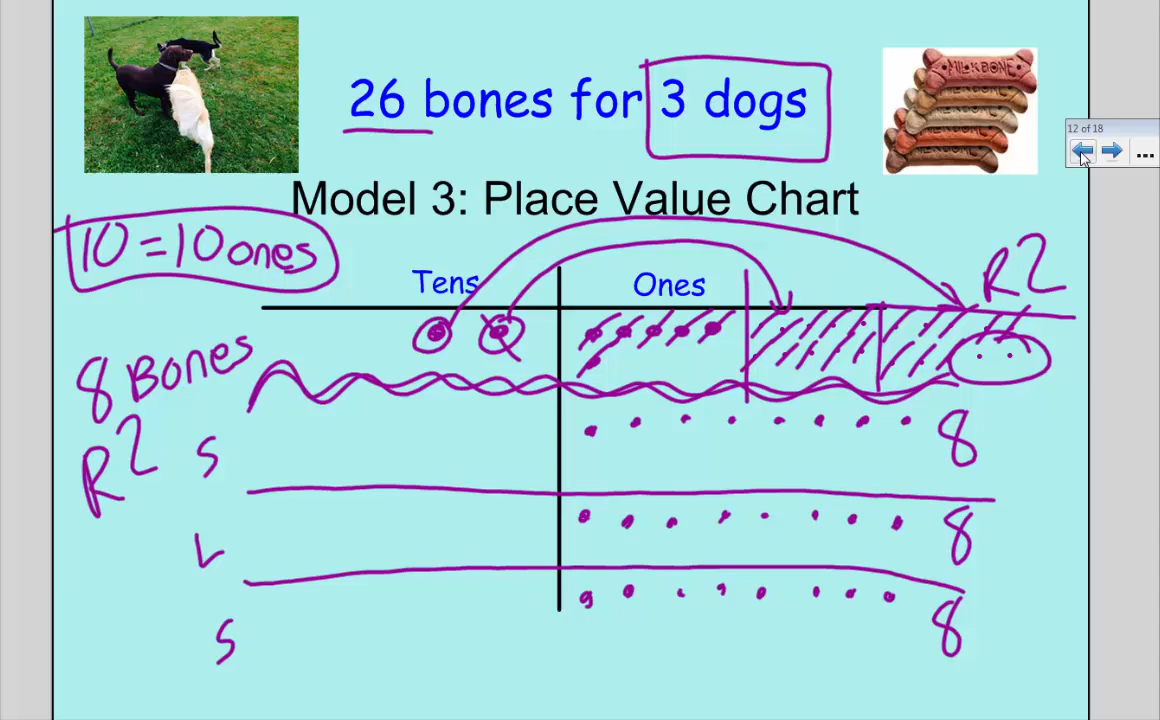 26 bones for 3 dogs
MILKBONE
12 of 18
Model 3: Place Value Chart
10 = 10 ones
R2
Tens
Ones
8 Bones
R2
S
8
L
8
S
8